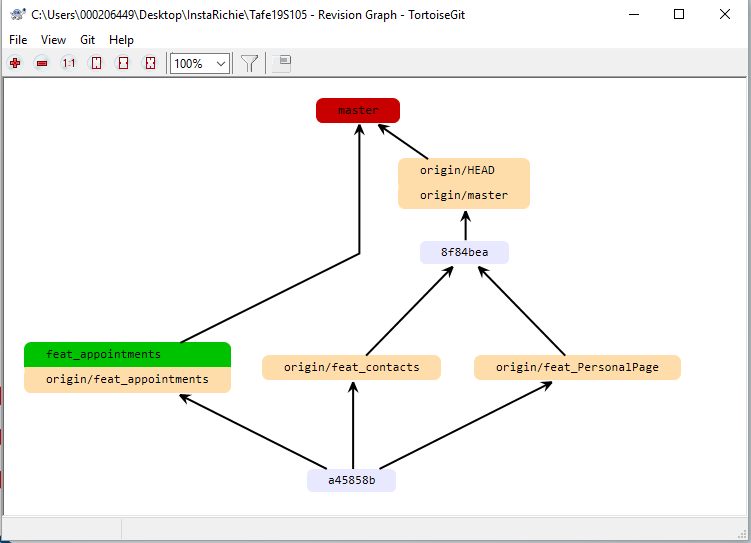 C:\Users\000206449\Desktop\InstaRichie\Tafe19S105 - Revision Graph - TortoiseGit
File View Git Help
1:1 100%
master
origin/HEAD
origin/master
8f84bea
feat_appointments
origin/feat_appointments
origin/feat_contacts
origin/feat_PersonalPage
a45858b